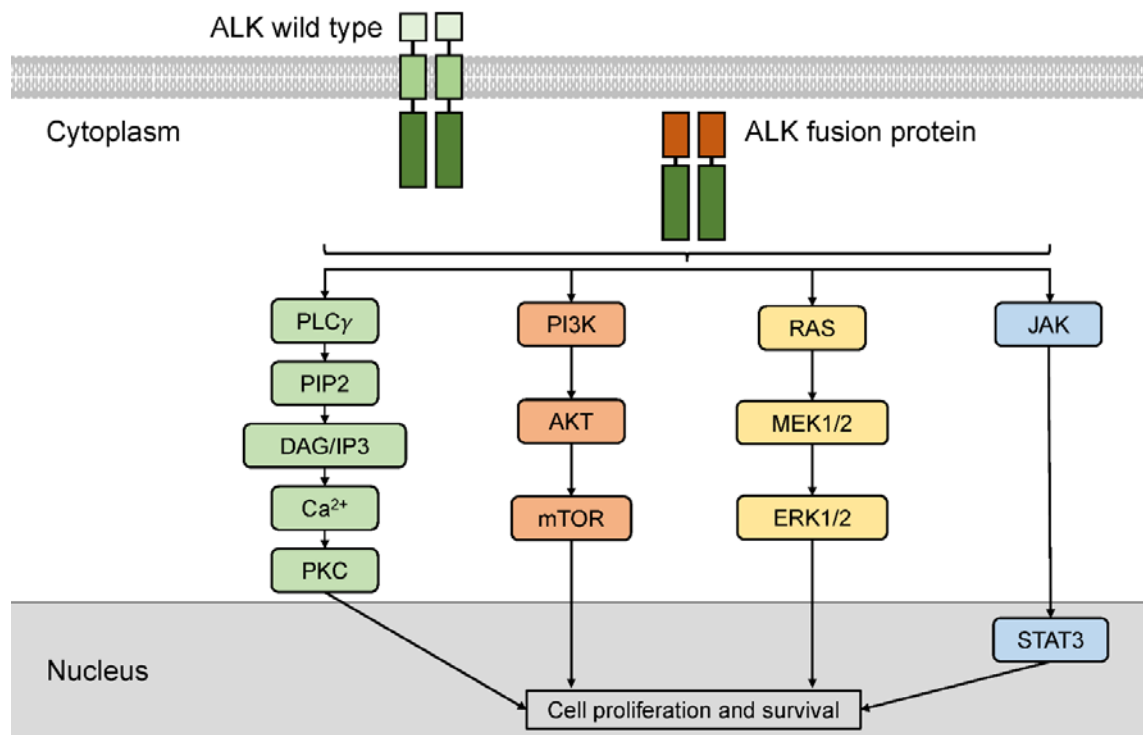 ALK wild type
Cytoplasm
ALK fusion protein
PLCγ
PI3K
RAS
JAK
PIP2
AKT
MEK1/2
DAG/IP3
Ca²⁺
mTOR
ERK1/2
PKC
STAT3
Nucleus
Cell proliferation and survival